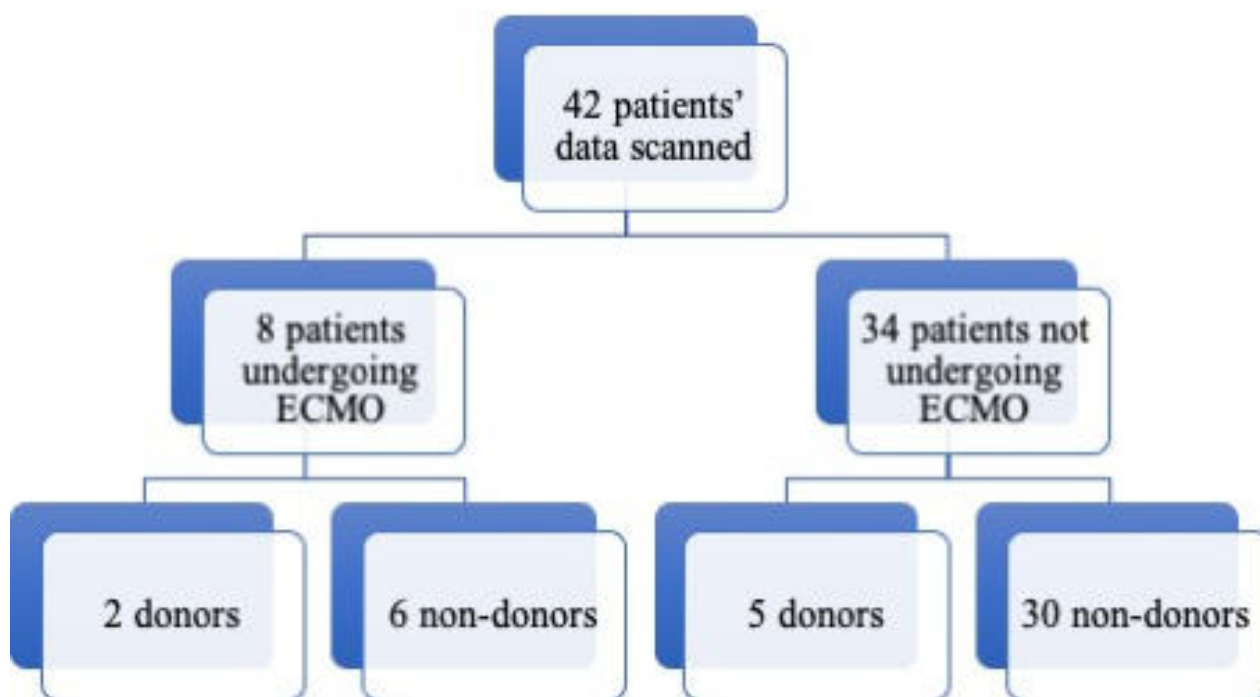 42 patients’
data scanned
8 patients
undergoing
ECMO
34 patients not
undergoing
ECMO
2 donors
6 non-donors
5 donors
30 non-donors